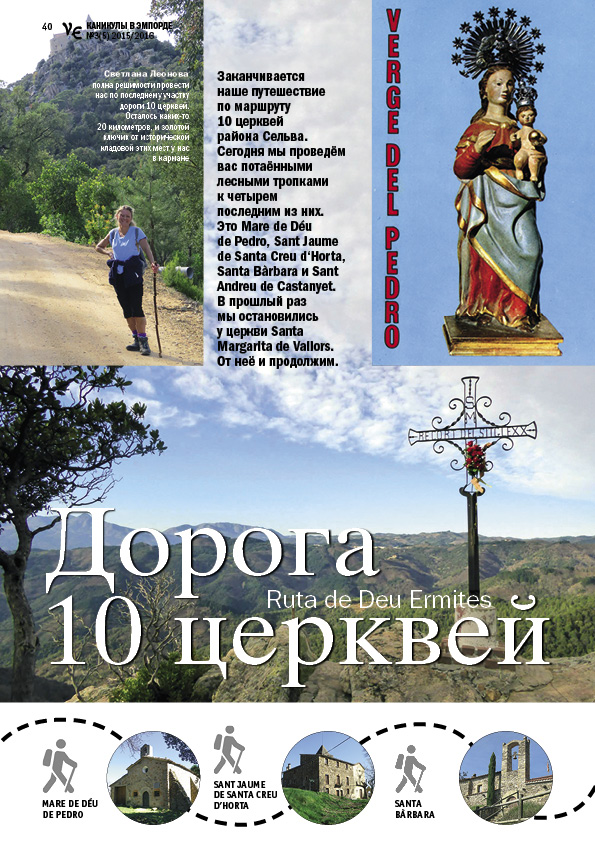 40
VE КАНИКУЛЫ В ЭМПОРДЕ
№3(5) 2015/2016
Светлана Леонова
полна решимости провести
нас по последнему участку
дороги 10 церквей.
Осталось каких-то
20 километров, и золотой
ключик от исторической
кладовой этих мест у нас
в кармане
Заканчивается
наше путешествие
по маршруту
10 церквей
района Сельва.
Сегодня мы проведём
вас потаёнными
лесными тропками
к четырем
последним из них.
Это Mare de Déu
de Pedro, Sant Jaume
de Santa Creu d'Horta,
Santa Bàrbara и Sant
Andreu de Castanyet.
В прошлый раз
мы остановились
у церкви Santa
Margarita de Vallors.
От неё и продолжим.
VERGE DEL PEDRO
RECORT DEL SIGLE XX
Дорога
Ruta de Deu Ermites
10 церквей
MARE DE DÉU
DE PEDRO
SANT JAUME
DE SANTA CREU
D'HORTA
SANTA
BÀRBARA